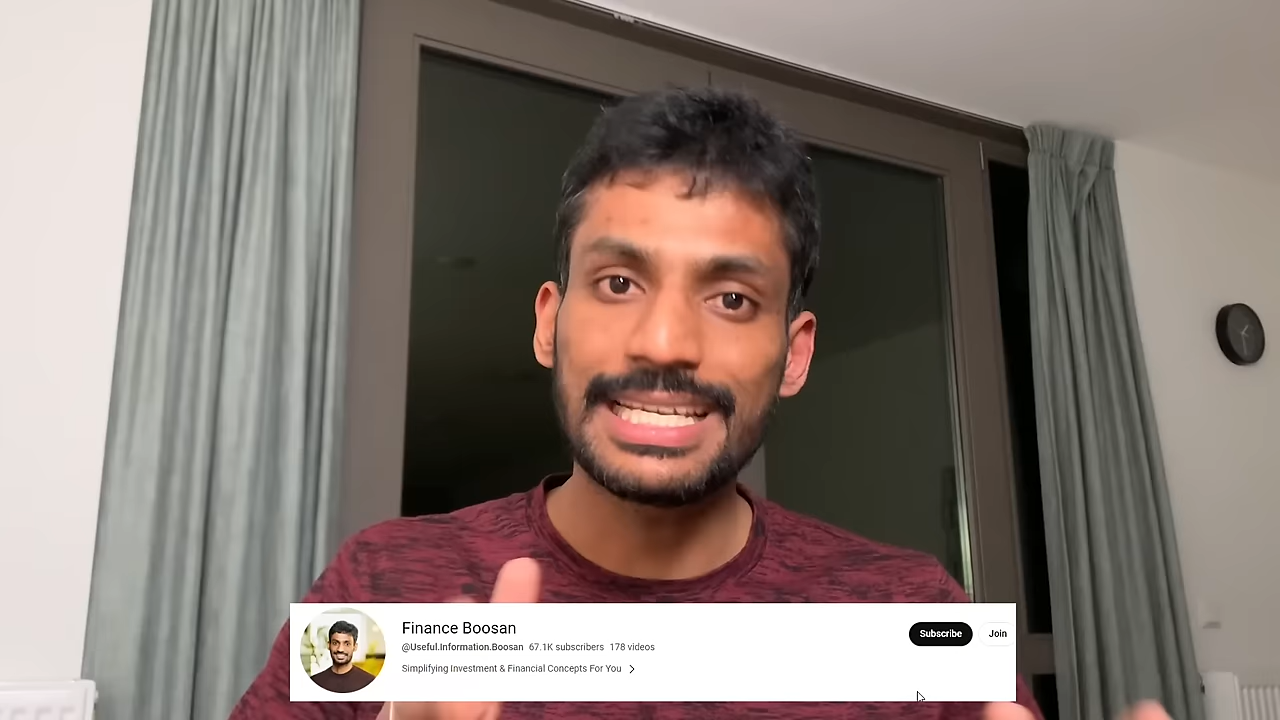 Finance Boosan
@Useful.Information.Boosan 67.1K subscribers 178 videos
Simplifying Investment & Financial Concepts For You
Subscribe
Join